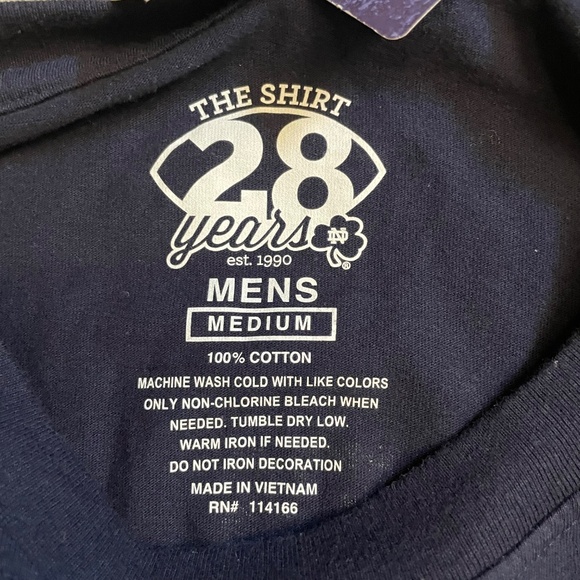 THE SHIRT
28
years
ND
®
est. 1990
MENS
MEDIUM
100% COTTON
MACHINE WASH COLD WITH LIKE COLORS
ONLY NON-CHLORINE BLEACH WHEN
NEEDED. TUMBLE DRY LOW.
WARM IRON IF NEEDED.
DO NOT IRON DECORATION
MADE IN VIETNAM
RN# 114166